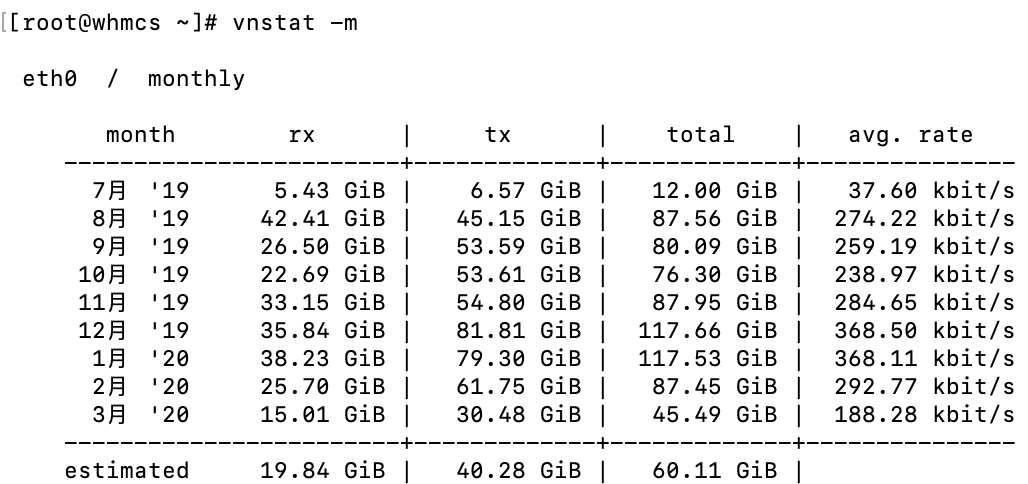 [[root@whmcs ~]# vnstat -m
eth0  /  monthly
month        rx      |     tx      |    total    |   avg. rate
------------------------+-------------+-------------+---------------
7月 '19      5.43 GiB |    6.57 GiB |   12.00 GiB |   37.60 kbit/s
8月 '19     42.41 GiB |   45.15 GiB |   87.56 GiB |  274.22 kbit/s
9月 '19     26.50 GiB |   53.59 GiB |   80.09 GiB |  259.19 kbit/s
10月 '19     22.69 GiB |   53.61 GiB |   76.30 GiB |  238.97 kbit/s
11月 '19     33.15 GiB |   54.80 GiB |   87.95 GiB |  284.65 kbit/s
12月 '19     35.84 GiB |   81.81 GiB |  117.66 GiB |  368.50 kbit/s
1月 '20     38.23 GiB |   79.30 GiB |  117.53 GiB |  368.11 kbit/s
2月 '20     25.70 GiB |   61.75 GiB |   87.45 GiB |  292.77 kbit/s
3月 '20     15.01 GiB |   30.48 GiB |   45.49 GiB |  188.28 kbit/s
------------------------+-------------+-------------+---------------
estimated     19.84 GiB |   40.28 GiB |   60.11 GiB |